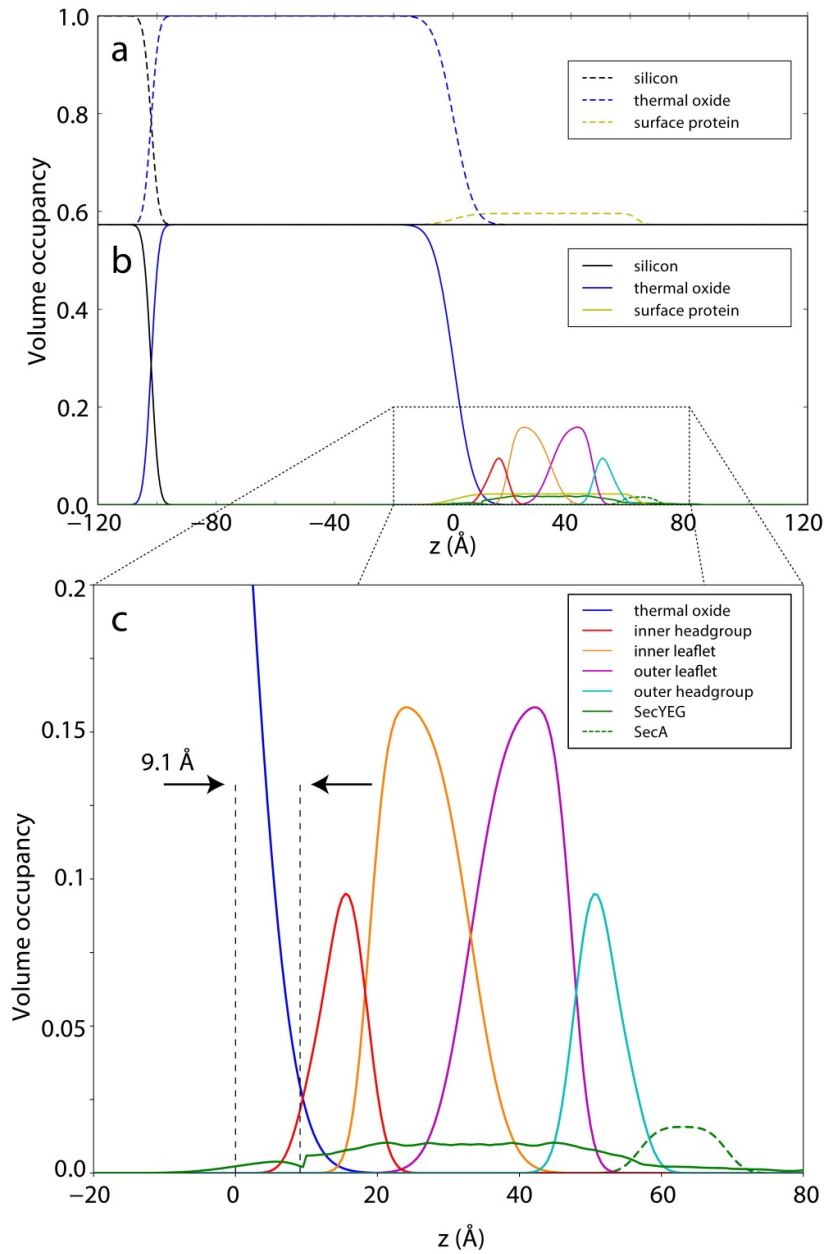 a
1.0
0.8
0.6
silicon
thermal oxide
surface protein
b
0.4
0.2
0.0
silicon
thermal oxide
surface protein
Volume occupancy
−120
−80
−40
0
40
80
120
z (Å)
c
0.2
0.15
0.1
0.05
0.0
thermal oxide
inner headgroup
inner leaflet
outer leaflet
outer headgroup
SecYEG
SecA
9.1 Å
Volume occupancy
−20
0
20
40
60
80
z (Å)